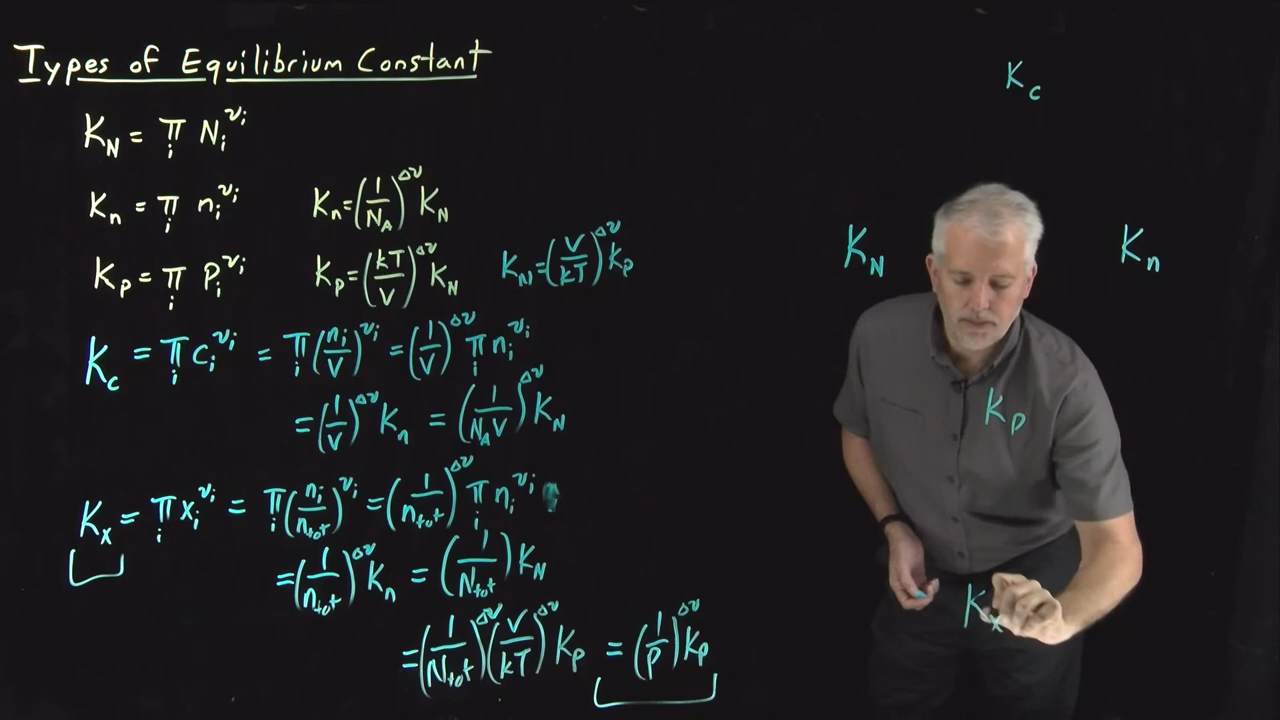 Types of Equilibrium Constant
K_N = π_i N_i^{ν_i}
K_n = π_i n_i^{ν_i}    K_n = (1/N_A)^{Δν} K_N
K_p = π_i P_i^{ν_i}    K_p = (kT/V)^{Δν} K_N    K_N = (V/kT)^{Δν} K_p
K_c = π_i c_i^{ν_i} = π_i (n_i/V)^{ν_i} = (1/V)^{Δν} π_i n_i^{ν_i}
= (1/V)^{Δν} K_n = (1/N_A V)^{Δν} K_N
K_x = π_i x_i^{ν_i} = π_i (n_i/n_tot)^{ν_i} = (1/n_tot)^{Δν} π_i n_i^{ν_i}
= (1/n_tot)^{Δν} K_n = (1/N_tot) K_N
= (1/N_tot)^{Δν} (V/kT)^{Δν} K_p = (1/P)^{Δν} K_p
K_c
K_N    K_n
K_p
K_x